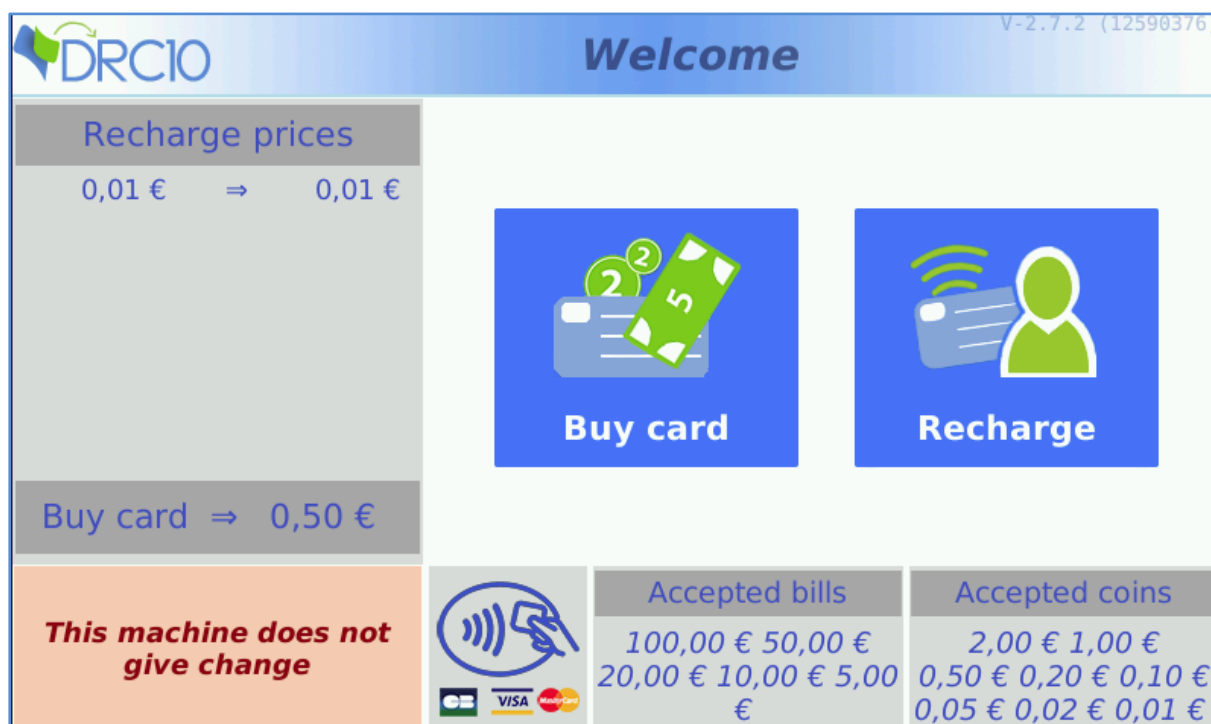 DRC10
Welcome
V-2.7.2 (12590376
Recharge prices
0,01 € ⇒ 0,01 €
2 2 5
Buy card
Recharge
Buy card ⇒ 0,50 €
This machine does not
give change
CB VISA MasterCard
Accepted bills
100,00 € 50,00 €
20,00 € 10,00 € 5,00
€
Accepted coins
2,00 € 1,00 €
0,50 € 0,20 € 0,10 €
0,05 € 0,02 € 0,01 €